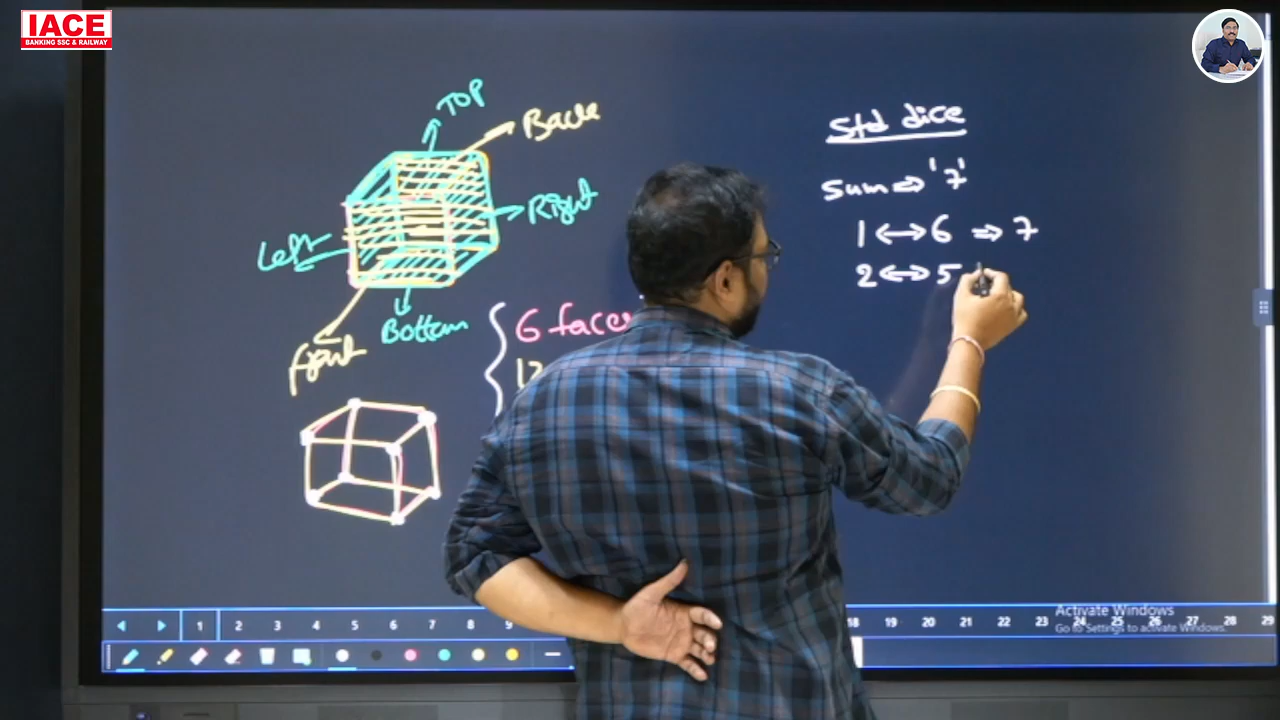 IACE
BANKING SSC & RAILWAY
TOP
Back
Right
Left
Bottom
Front
6 faces
12
Std dice
Sum => '7'
1 <-> 6 => 7
2 <-> 5
1 2 3 4 5 6 7 8 9 18 19 20 21 22 23 24 25 26 27 28 29
Activate Windows
Go to Settings to activate Windows.